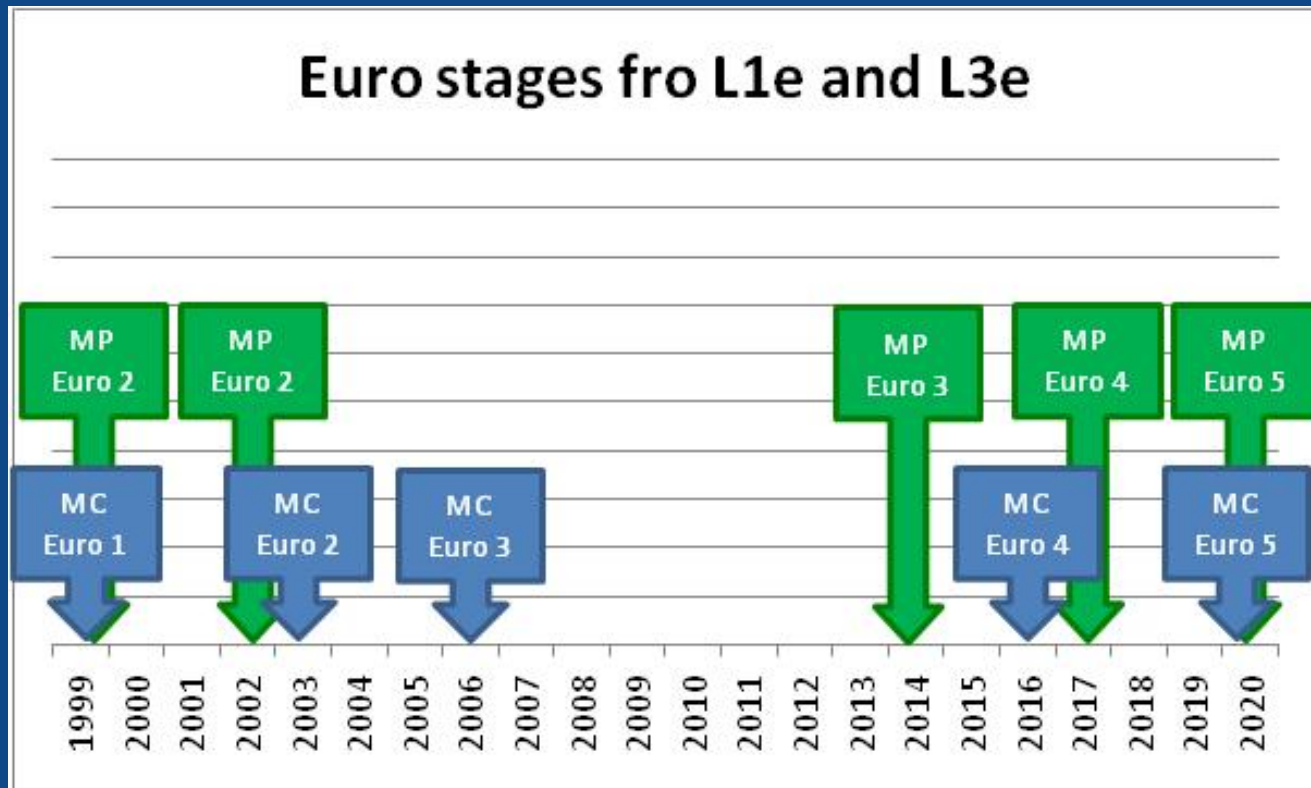 Euro stages fro L1e and L3e
MP
Euro 2
MP
Euro 2
MP
Euro 3
MP
Euro 4
MP
Euro 5
MC
Euro 1
MC
Euro 2
MC
Euro 3
MC
Euro 4
MC
Euro 5
1999
2000
2001
2002
2003
2004
2005
2006
2007
2008
2009
2010
2011
2012
2013
2014
2015
2016
2017
2018
2019
2020